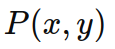 P(x, y)